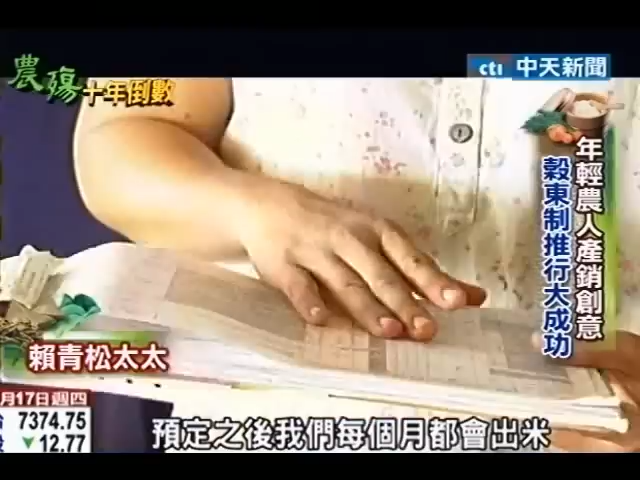 農殤十年倒數
cti 中天新聞
年輕農人產銷創意
穀東制推行大成功
賴青松太太
月17日週四
7374.75
▼12.77
預定之後我們每個月都會出米